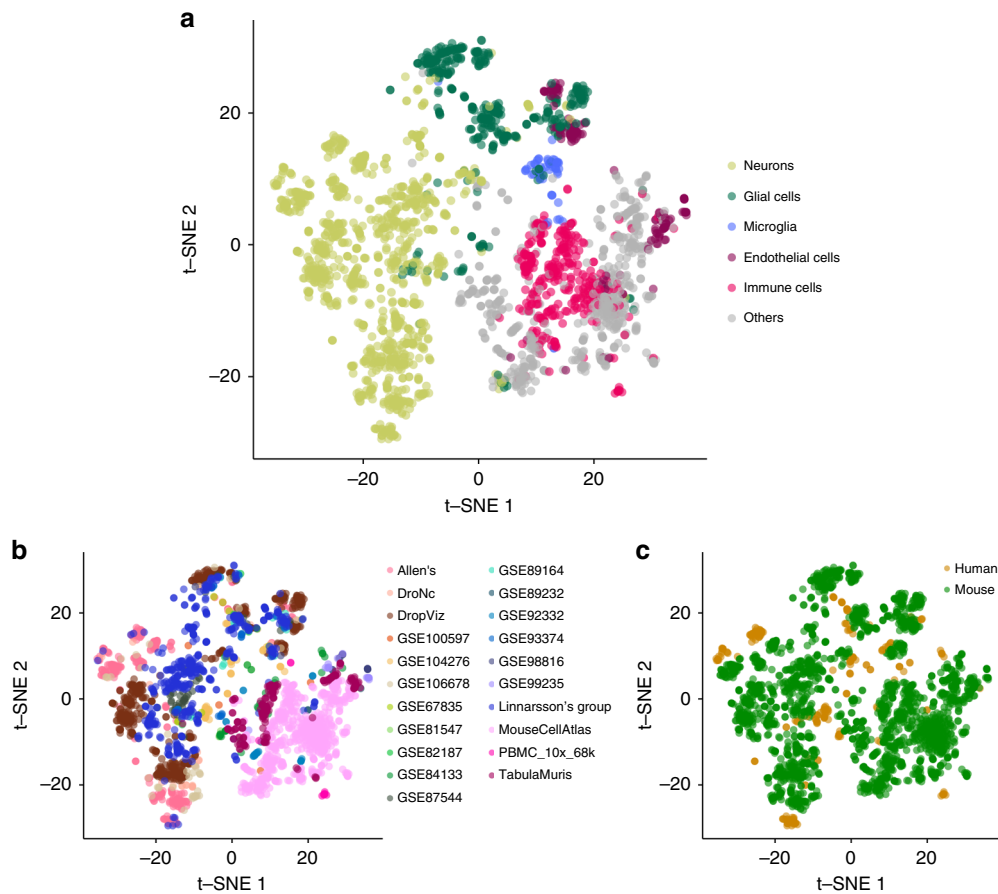 a
20
0
−20
t–SNE 2
−20
0
20
t–SNE 1
Neurons
Glial cells
Microglia
Endothelial cells
Immune cells
Others
b
20
0
−20
t–SNE 2
−20
0
20
t–SNE 1
Allen's
DroNc
DropViz
GSE100597
GSE104276
GSE106678
GSE67835
GSE81547
GSE82187
GSE84133
GSE87544
GSE89164
GSE89232
GSE92332
GSE93374
GSE98816
GSE99235
Linnarsson's group
MouseCellAtlas
PBMC_10x_68k
TabulaMuris
c
20
0
−20
t–SNE 2
−20
0
20
t–SNE 1
Human
Mouse